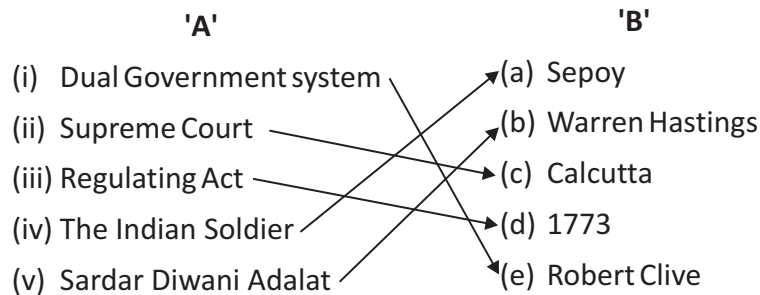 'A' 'B'
(i) Dual Government system (a) Sepoy
(ii) Supreme Court (b) Warren Hastings
(iii) Regulating Act (c) Calcutta
(iv) The Indian Soldier (d) 1773
(v) Sardar Diwani Adalat (e) Robert Clive